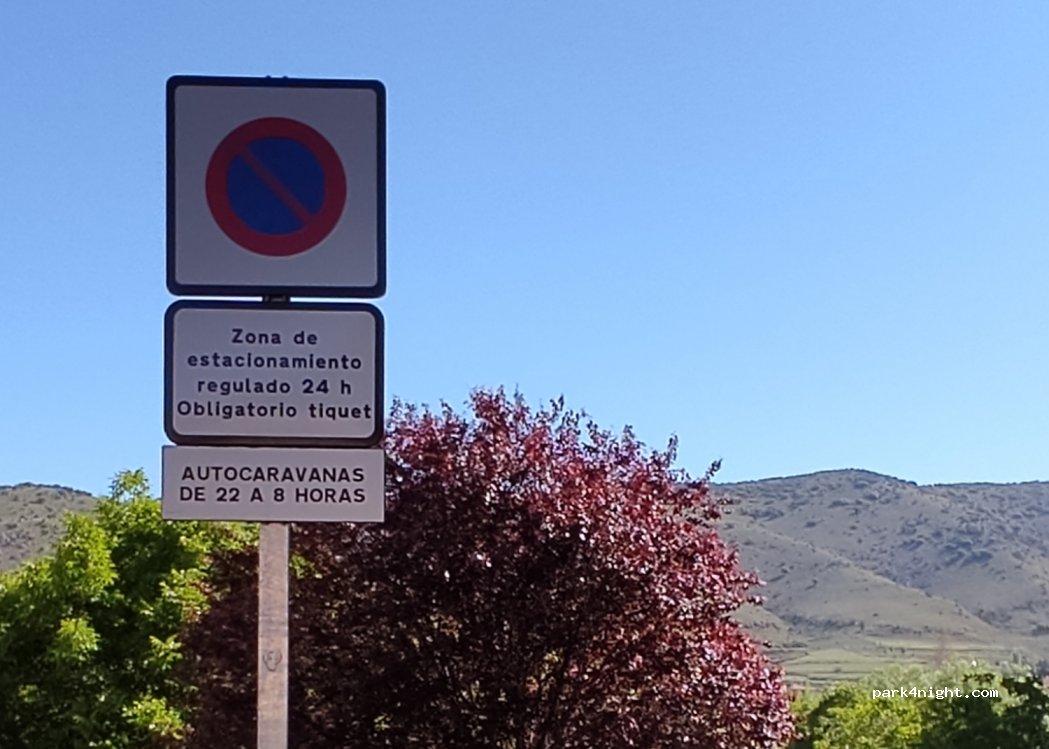 Zona de
estacionamiento
regulado 24 h
Obligatorio tiquet
AUTOCARAVANAS
DE 22 A 8 HORAS
park4night.com